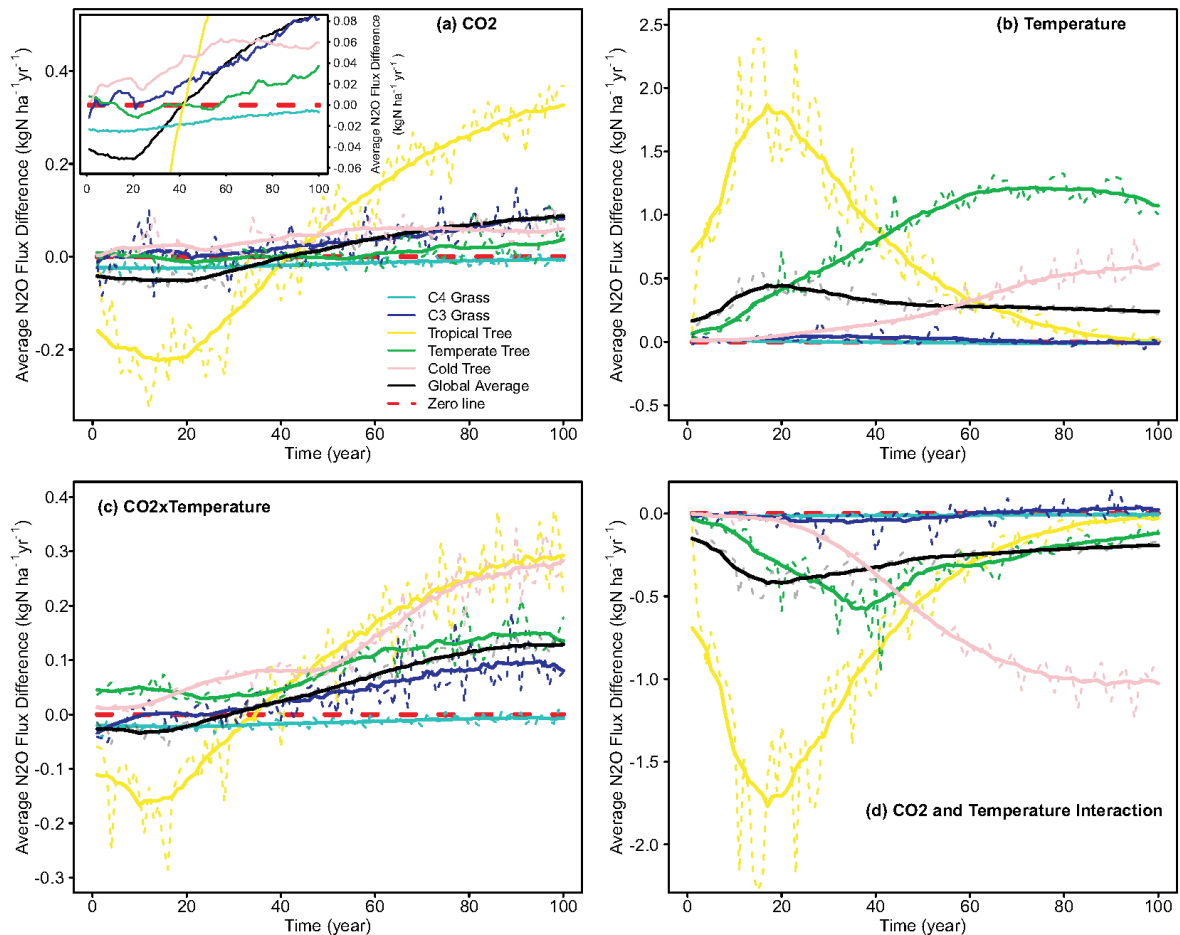 (a) CO2
Average N2O Flux Difference (kgN ha⁻¹yr⁻¹)
0.4
0.2
0.0
-0.2
0 20 40 60 80 100
Time (year)
0.08
0.06
0.04
0.02
0.00
-0.02
-0.04
-0.06
0 20 40 60 80 100
Average N2O Flux Difference
(kgN ha⁻¹ yr⁻¹)
C4 Grass
C3 Grass
Tropical Tree
Temperate Tree
Cold Tree
Global Average
Zero line
(b) Temperature
Average N2O Flux Difference (kgN ha⁻¹yr⁻¹)
2.5
2.0
1.5
1.0
0.5
0.0
-0.5
0 20 40 60 80 100
Time (year)
(c) CO2xTemperature
Average N2O Flux Difference (kgN ha⁻¹yr⁻¹)
0.4
0.3
0.2
0.1
0.0
-0.1
-0.2
-0.3
0 20 40 60 80 100
Time (year)
(d) CO2 and Temperature Interaction
Average N2O Flux Difference (kgN ha⁻¹yr⁻¹)
0.0
-0.5
-1.0
-1.5
-2.0
0 20 40 60 80 100
Time (year)